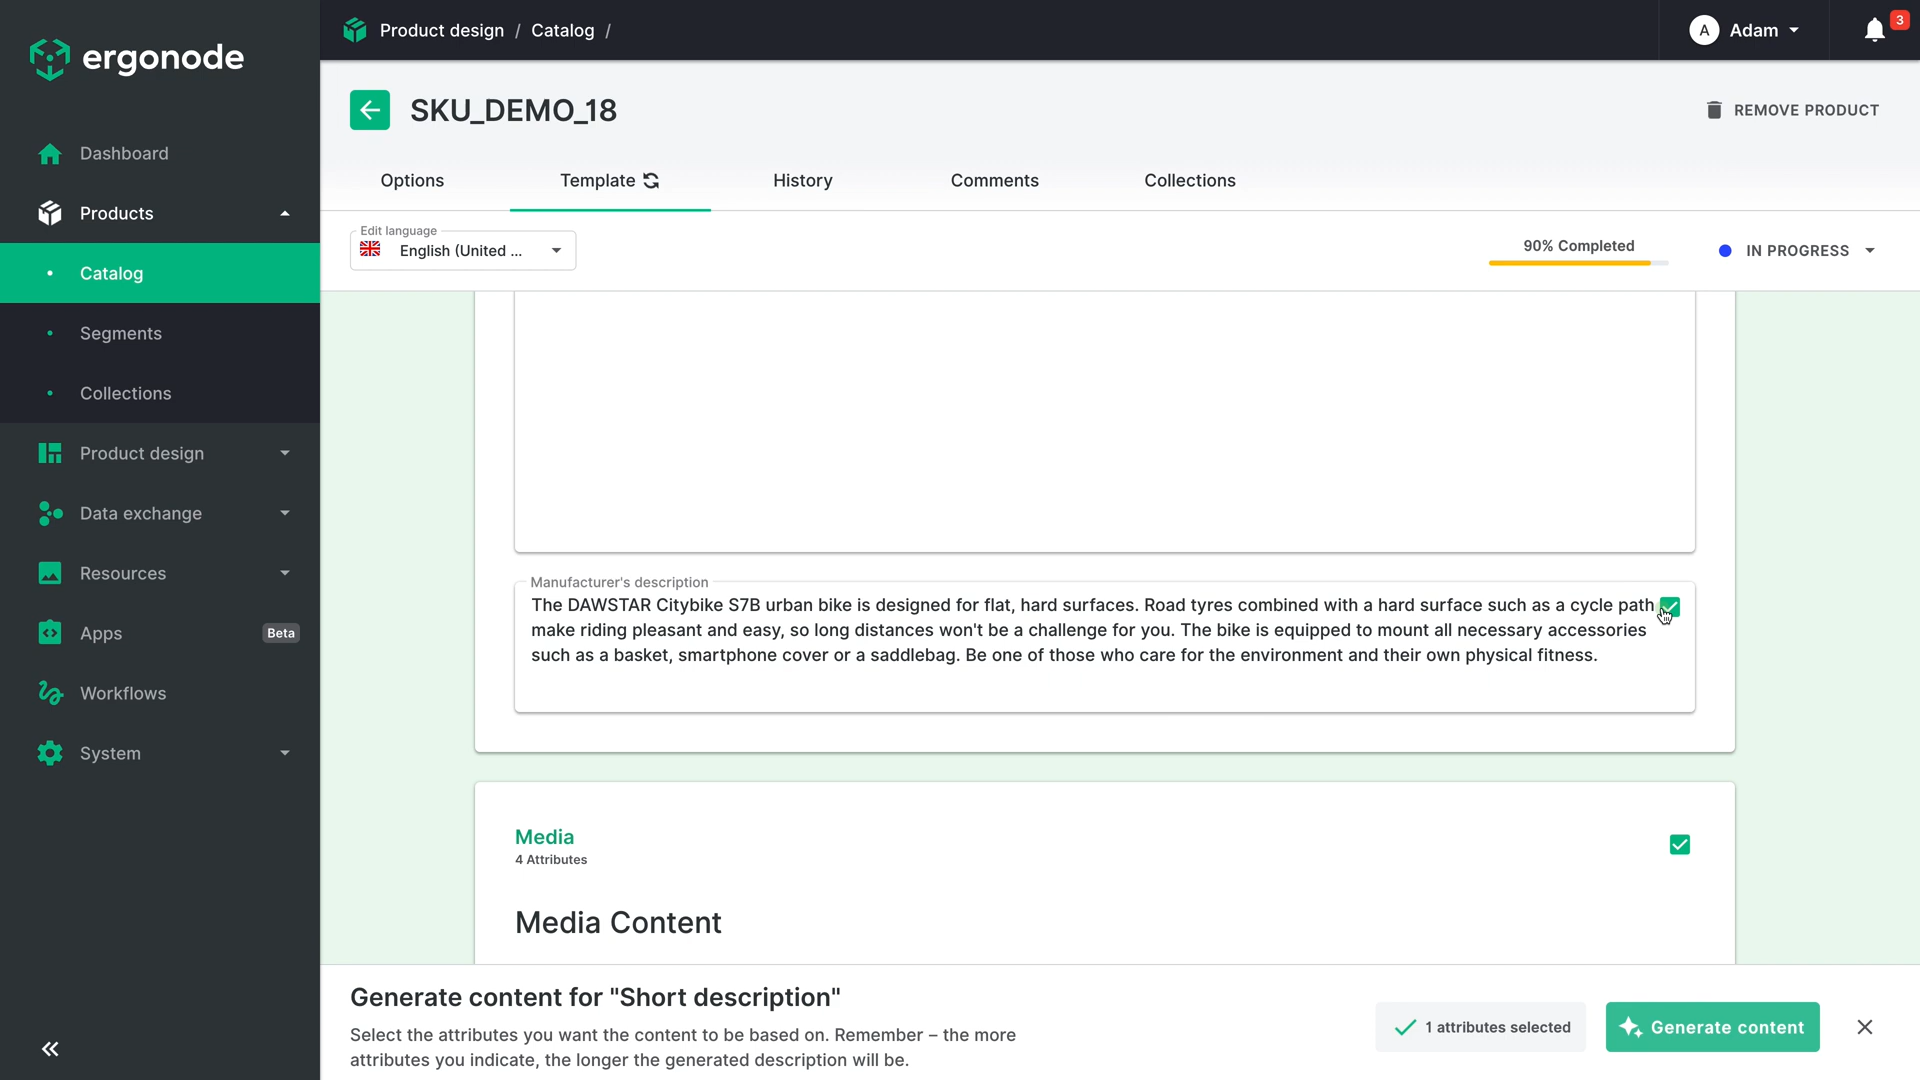 ergonode
Product design / Catalog /
A Adam
3
SKU_DEMO_18
REMOVE PRODUCT
Dashboard
Products
Catalog
Segments
Collections
Product design
Data exchange
Resources
Apps Beta
Workflows
System
Options Template History Comments Collections
Edit language
English (United ...
90% Completed
IN PROGRESS
Manufacturer's description
The DAWSTAR Citybike S7B urban bike is designed for flat, hard surfaces. Road tyres combined with a hard surface such as a cycle path
make riding pleasant and easy, so long distances won't be a challenge for you. The bike is equipped to mount all necessary accessories
such as a basket, smartphone cover or a saddlebag. Be one of those who care for the environment and their own physical fitness.
Media
4 Attributes
Media Content
Generate content for "Short description"
Select the attributes you want the content to be based on. Remember – the more
attributes you indicate, the longer the generated description will be.
1 attributes selected
Generate content